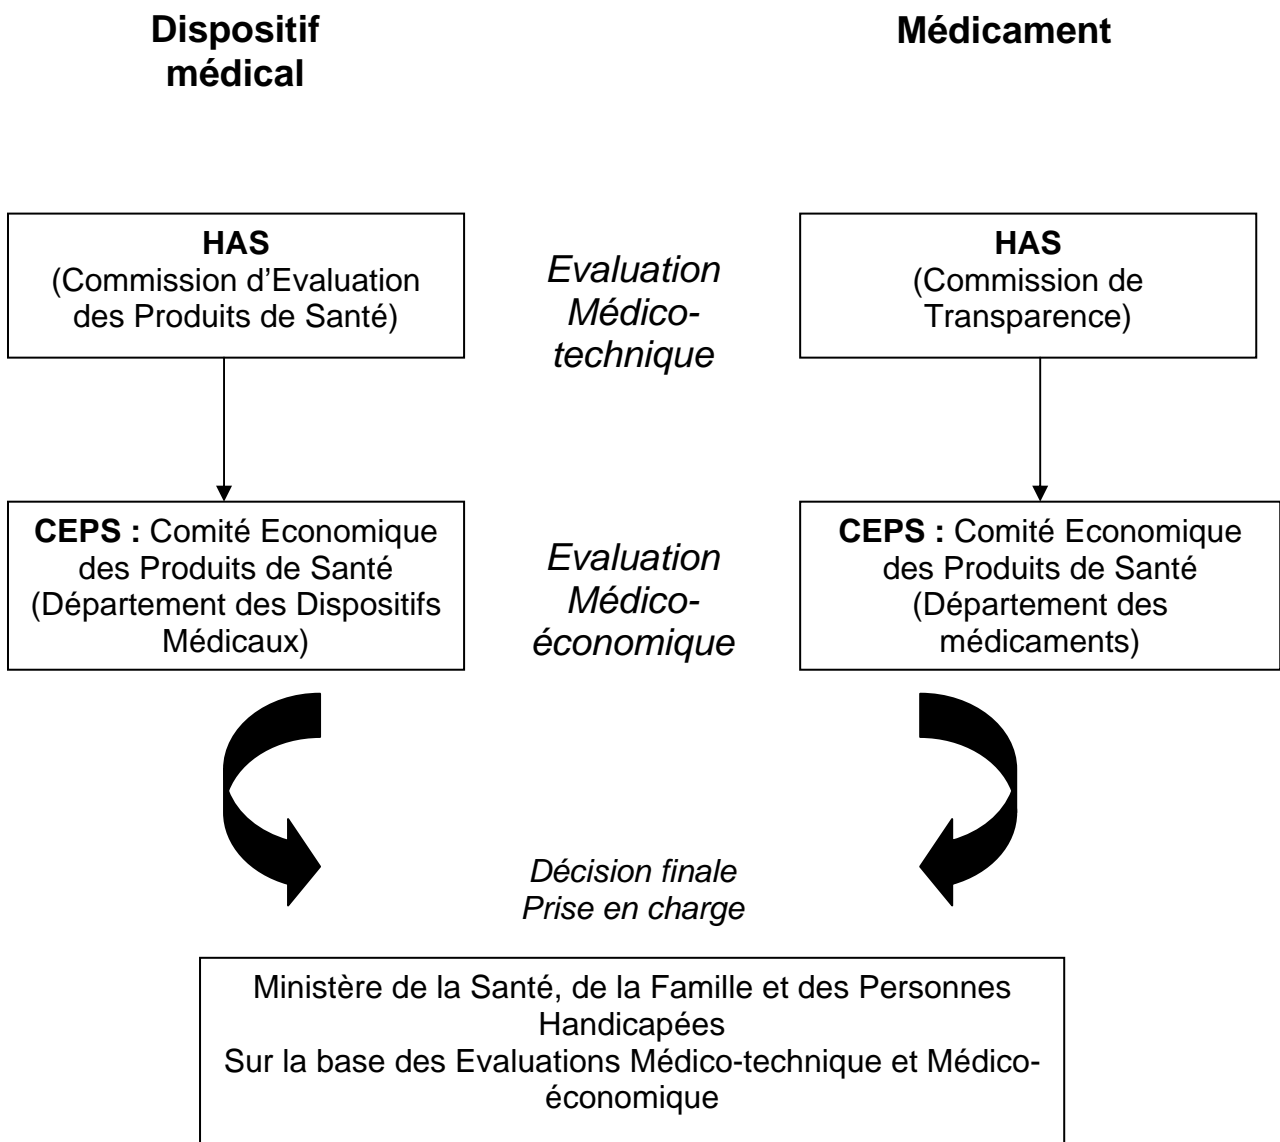 Dispositif
médical
Médicament
HAS
(Commission d’Evaluation
des Produits de Santé)
Evaluation
Médico-
technique
HAS
(Commission de
Transparence)
CEPS : Comité Economique
des Produits de Santé
(Département des Dispositifs
Médicaux)
Evaluation
Médico-
économique
CEPS : Comité Economique
des Produits de Santé
(Département des
médicaments)
Décision finale
Prise en charge
Ministère de la Santé, de la Famille et des Personnes
Handicapées
Sur la base des Evaluations Médico-technique et Médico-
économique